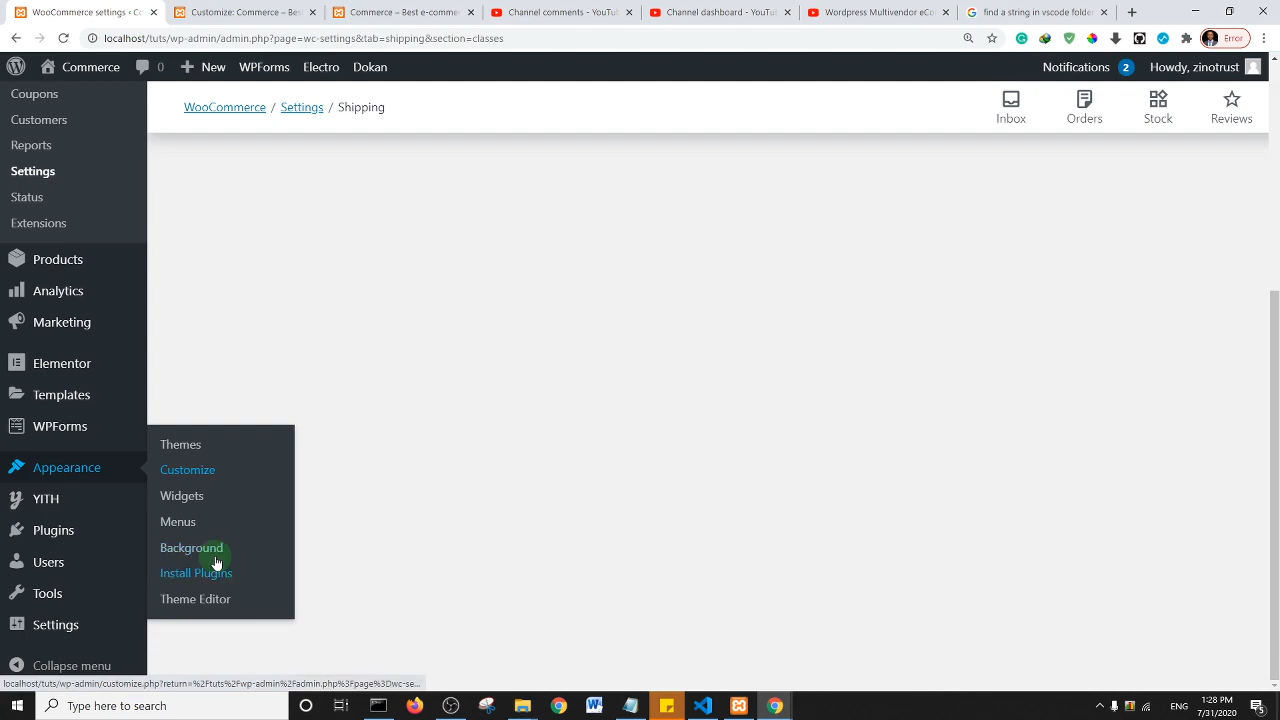 WooCommerce settings ‹ Co
Customize: Commerce – Bes
Commerce – Best e-comme
Channel comments - YouTu
Channel dashboard - YouTu
Wordpress Multivendor eCo
find a string in vscode folder
localhost/tuts/wp-admin/admin.php?page=wc-settings&tab=shipping&section=classes
Error
Commerce
0
New
WPForms
Electro
Dokan
Notifications 2
Howdy, zinotrust
Coupons
Customers
Reports
Settings
Status
Extensions
Products
Analytics
Marketing
Elementor
Templates
WPForms
Appearance
YITH
Plugins
Users
Tools
Settings
Collapse menu
WooCommerce / Settings / Shipping
Inbox
Orders
Stock
Reviews
Themes
Customize
Widgets
Menus
Background
Install Plugins
Theme Editor
localhost/tuts/wp-admin/customize.php?return=%2Ftuts%2Fwp-admin%2Fadmin.php%3Fpage%3Dwc-se...
Type here to search
1:28 PM
7/31/2020